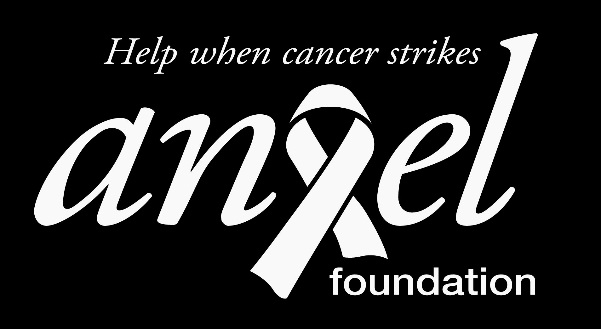 Help when cancer strikes
angel
foundation